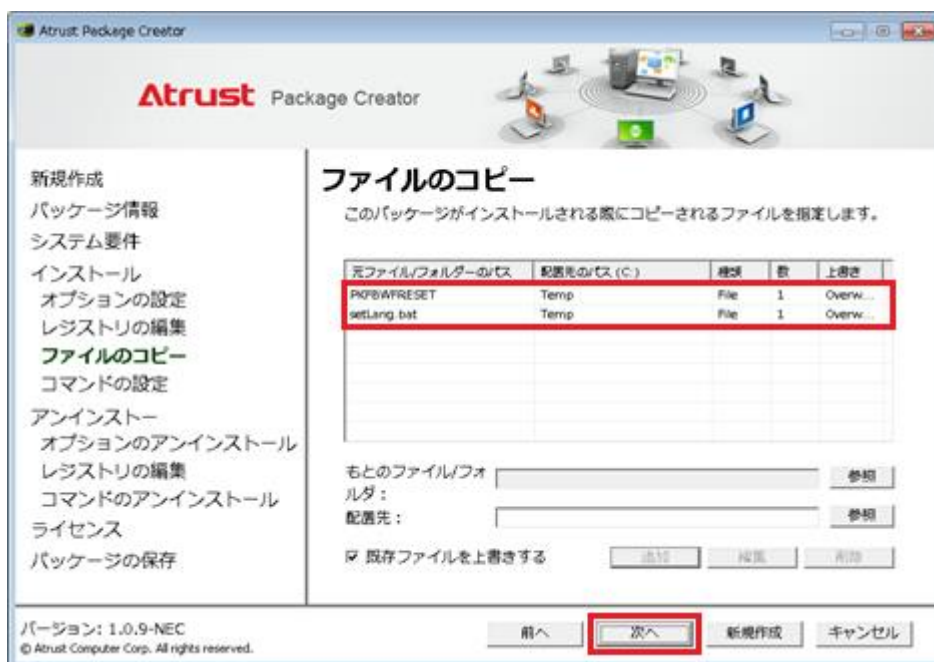 Atrust Package Creator
Atrust Package Creator
新規作成
パッケージ情報
システム要件
インストール
オプションの設定
レジストリの編集
ファイルのコピー
コマンドの設定
アンインストー
オプションのアンインストール
レジストリの編集
コマンドのアンインストール
ライセンス
パッケージの保存
ファイルのコピー
このパッケージがインストールされる際にコピーされるファイルを指定します。
元ファイル/フォルダーのパス 配置先のパス (C:) 種類 数 上書き
PKFBWFRESET Temp File 1 Overw...
setLang.bat Temp File 1 Overw...
もとのファイル/フォ
ルダ：
参照
配置先：
参照
既存ファイルを上書きする
追加 編集 削除
バージョン: 1.0.9-NEC
© Atrust Computer Corp. All rights reserved.
前へ 次へ 新規作成 キャンセル